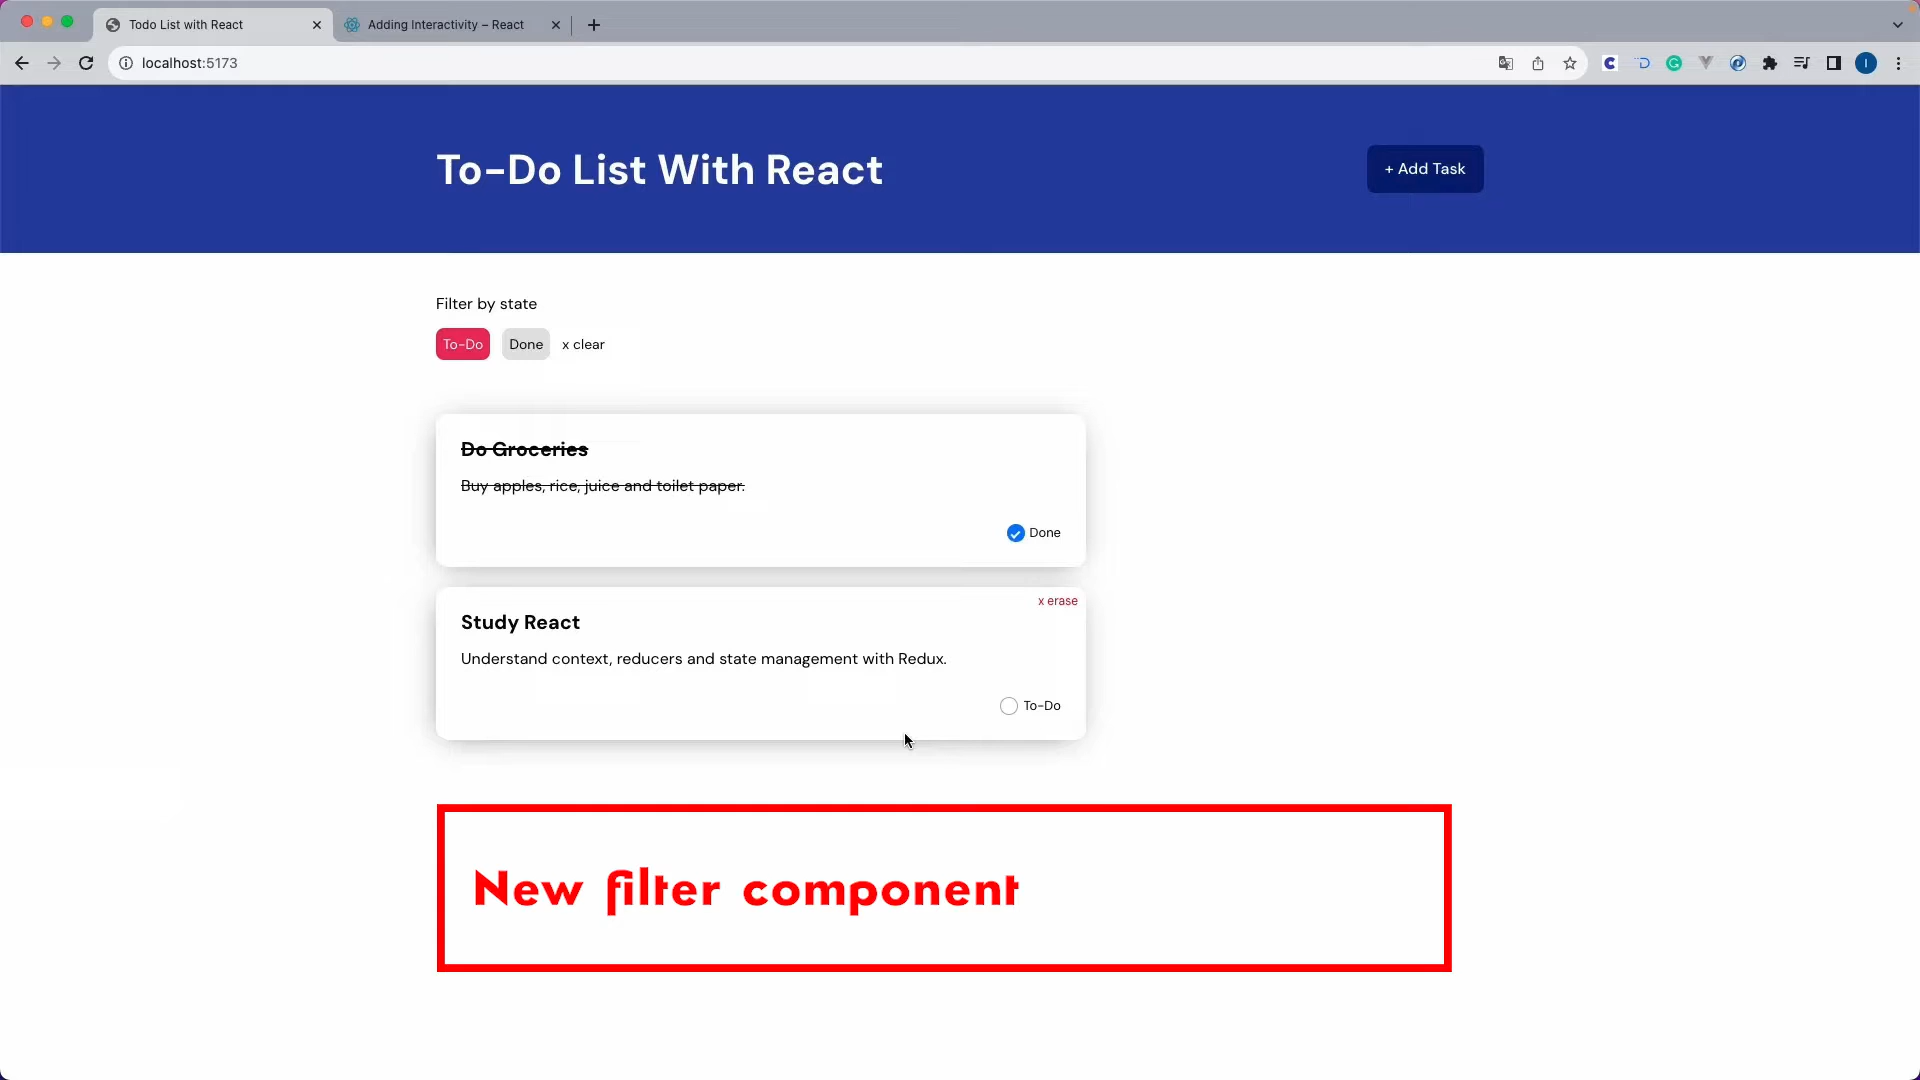 Todo List with React
Adding Interactivity – React
localhost:5173
To-Do List With React
+ Add Task
Filter by state
To-Do Done x clear
Do Groceries
Buy apples, rice, juice and toilet paper.
Done
x erase
Study React
Understand context, reducers and state management with Redux.
To-Do
New filter component